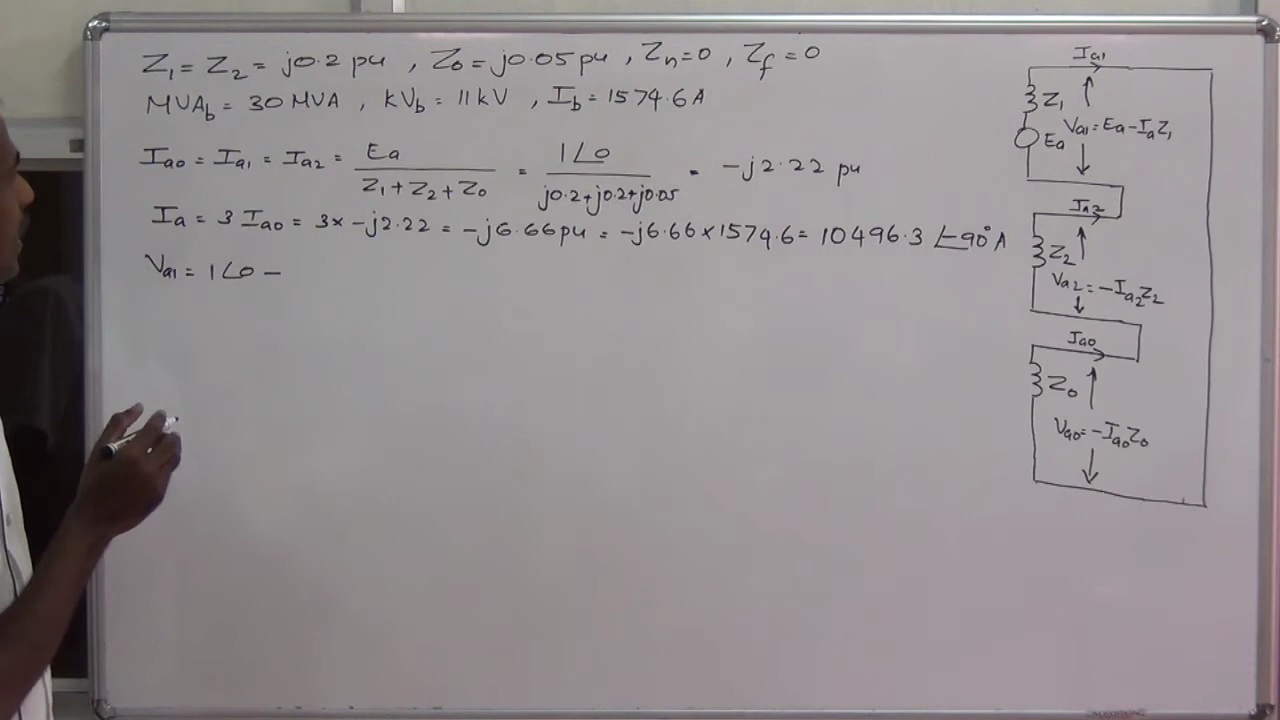 Z₁ = Z₂ = j0.2 pu , Z₀ = j0.05 pu , Zn=0 , Zf = 0
MVAb = 30 MVA , kVb = 11 kV , Ib = 1574.6 A
Ia0 = Ia1 = Ia2 = Ea / (Z₁ + Z₂ + Z₀) = 1∠0 / (j0.2+j0.2+j0.05) = -j2.22 pu
Ia = 3 Ia0 = 3x -j2.22 = -j6.66 pu = -j6.66 x 1574.6 = 10496.3 ∠-90° A
Va1 = 1∠0 -
Ia1
Z₁
Ea
Va1 = Ea - IaZ₁
Ia2
Z₂
Va2 = -Ia2Z₂
Ia0
Z₀
Va0 = -Ia0Z₀